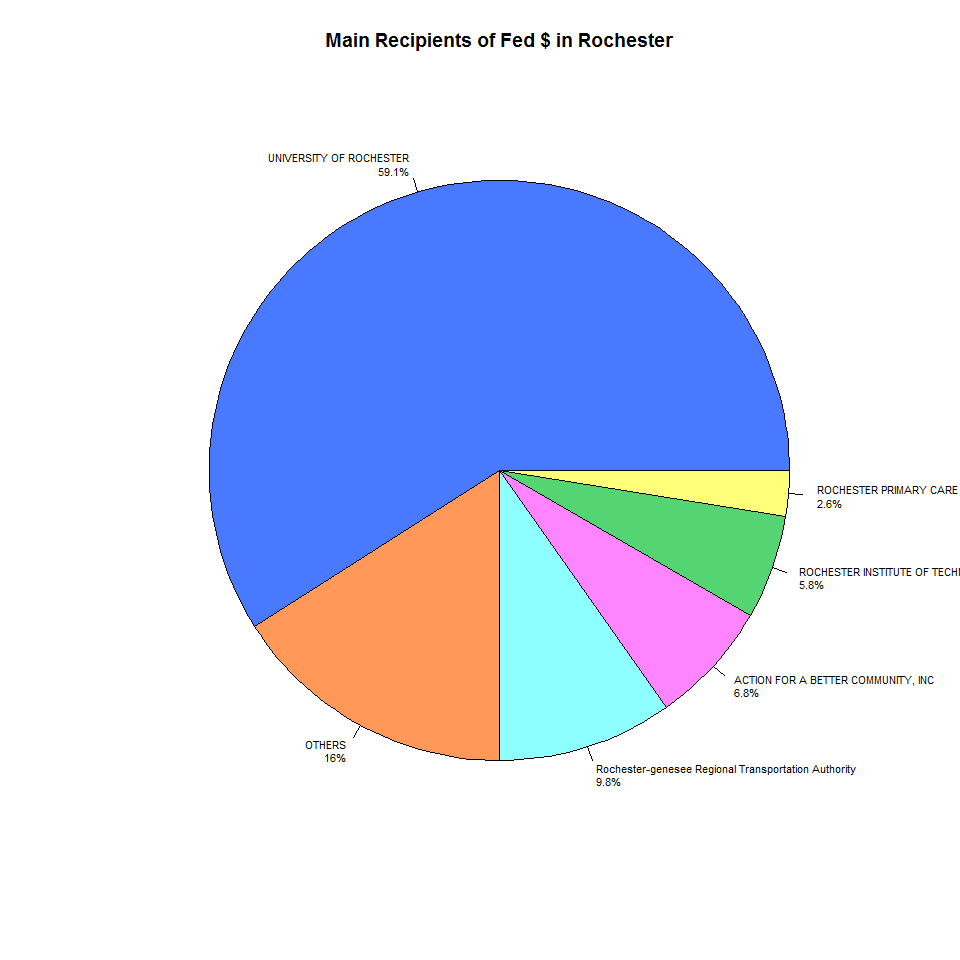 Main Recipients of Fed $ in Rochester
UNIVERSITY OF ROCHESTER
59.1%
ROCHESTER PRIMARY CARE
2.6%
ROCHESTER INSTITUTE OF
5.8%
ACTION FOR A BETTER COMMUNITY, INC
6.8%
OTHERS
16%
Rochester-genesee Regional Transportation Authority
9.8%